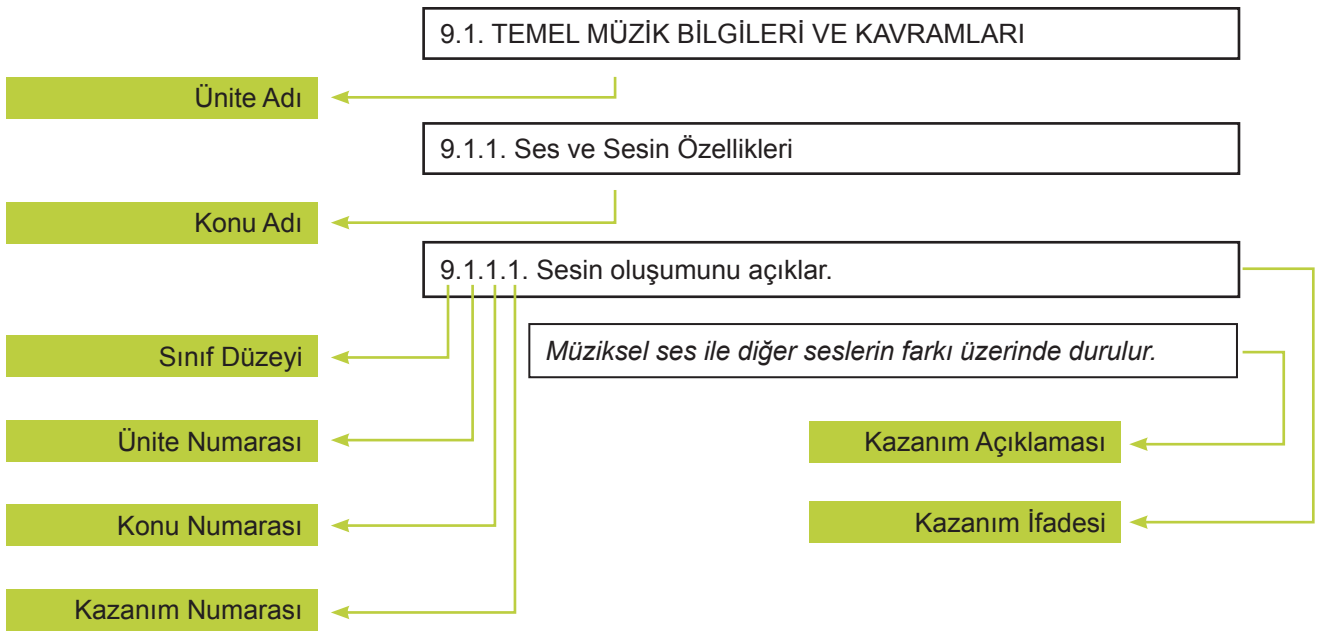 9.1. TEMEL MÜZİK BİLGİLERİ VE KAVRAMLARI
Ünite Adı
9.1.1. Ses ve Sesin Özellikleri
Konu Adı
9.1.1.1. Sesin oluşumunu açıklar.
Sınıf Düzeyi
Müziksel ses ile diğer seslerin farkı üzerinde durulur.
Ünite Numarası
Kazanım Açıklaması
Konu Numarası
Kazanım İfadesi
Kazanım Numarası